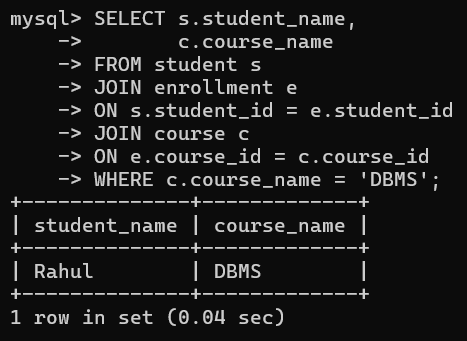 mysql> SELECT s.student_name,
    ->        c.course_name
    -> FROM student s
    -> JOIN enrollment e
    -> ON s.student_id = e.student_id
    -> JOIN course c
    -> ON e.course_id = c.course_id
    -> WHERE c.course_name = 'DBMS';
+--------------+-------------+
| student_name | course_name |
+--------------+-------------+
| Rahul        | DBMS        |
+--------------+-------------+
1 row in set (0.04 sec)